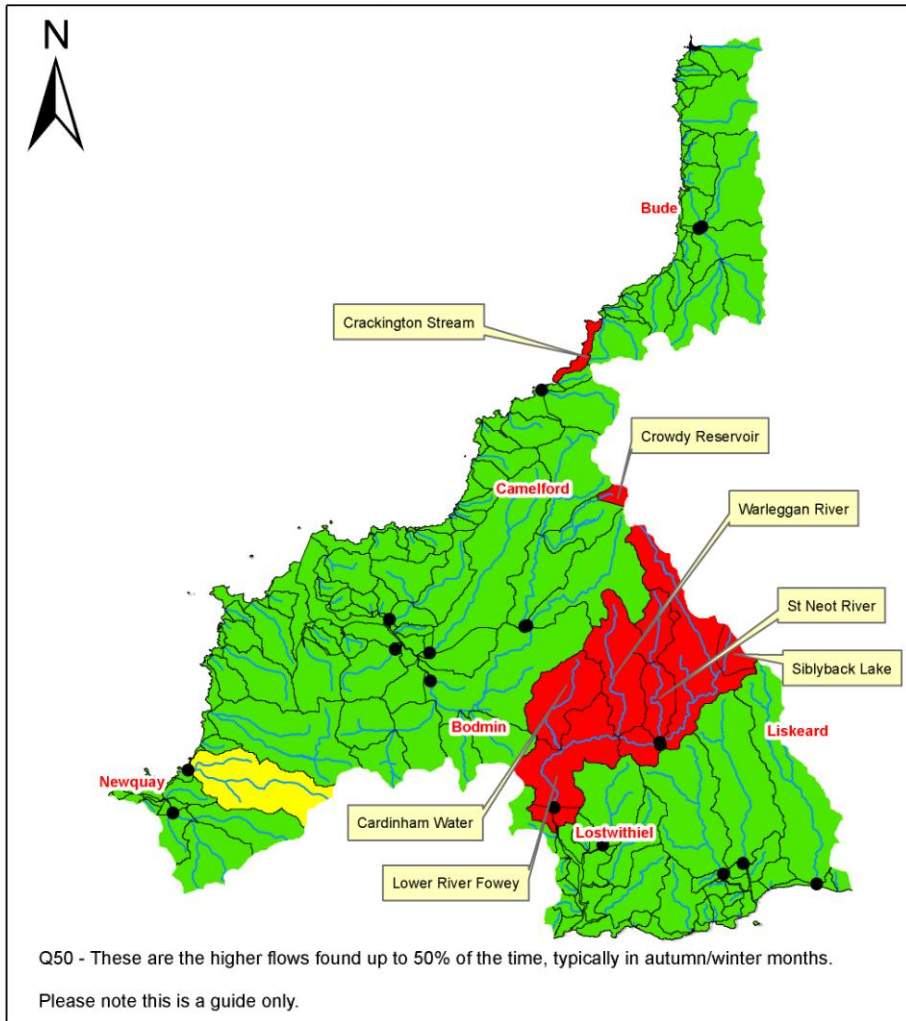 N
Bude
Crackington Stream
Crowdy Reservoir
Camelford
Warleggan River
St Neot River
Siblyback Lake
Bodmin
Liskeard
Newquay
Cardinham Water
Lostwithiel
Lower River Fowey
Q50 - These are the higher flows found up to 50% of the time, typically in autumn/winter months.
Please note this is a guide only.